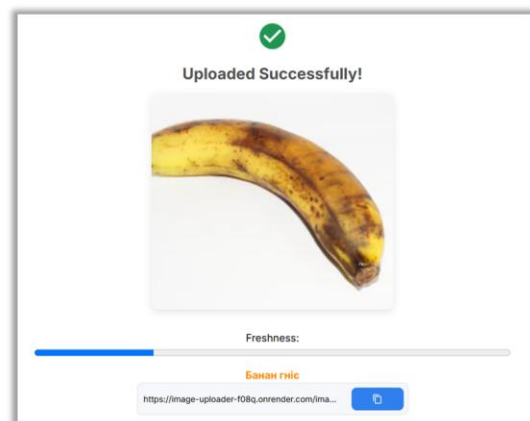 Uploaded Successfully!
Freshness:
Банан гніє
https://image-uploader-f08q.onrender.com/ima...